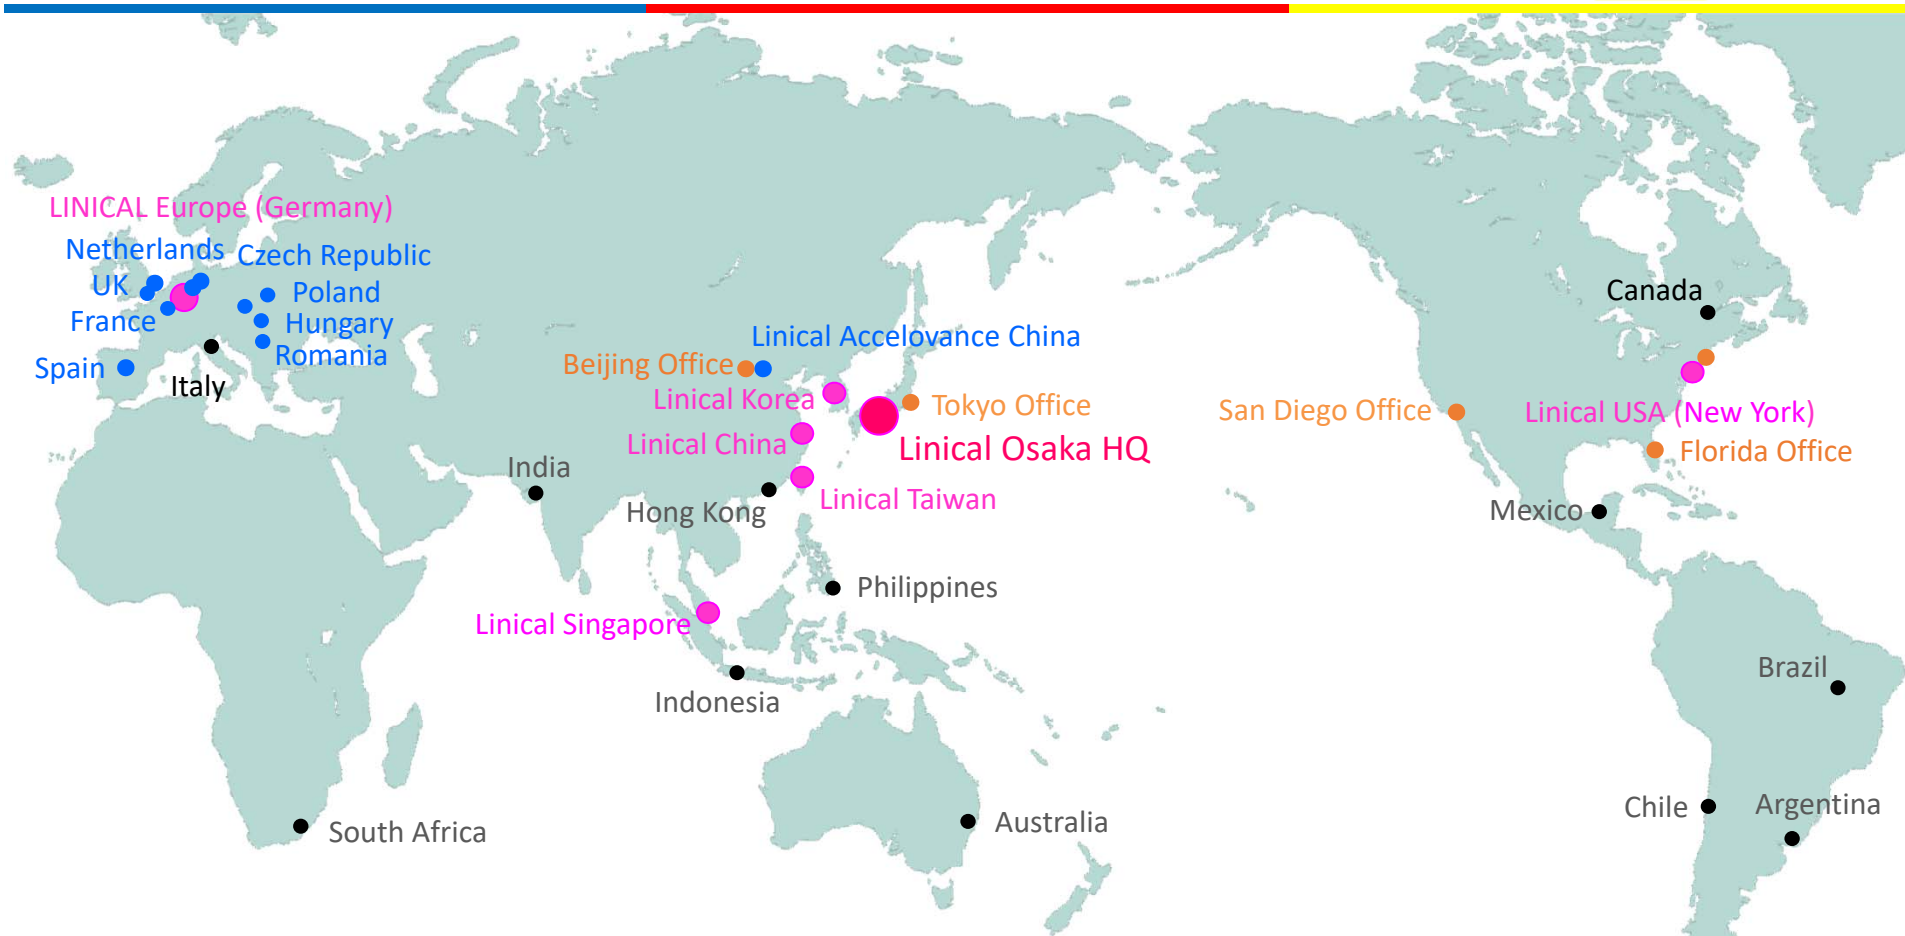 LINICAL Europe (Germany)
Netherlands
Czech Republic
UK
Poland
France
Hungary
Romania
Spain
Italy
Linical Accelovance China
Beijing Office
Linical Korea
Tokyo Office
Linical China
Linical Osaka HQ
India
Linical Taiwan
Hong Kong
Philippines
Linical Singapore
Indonesia
South Africa
Australia
Canada
San Diego Office
Linical USA (New York)
Florida Office
Mexico
Brazil
Chile
Argentina